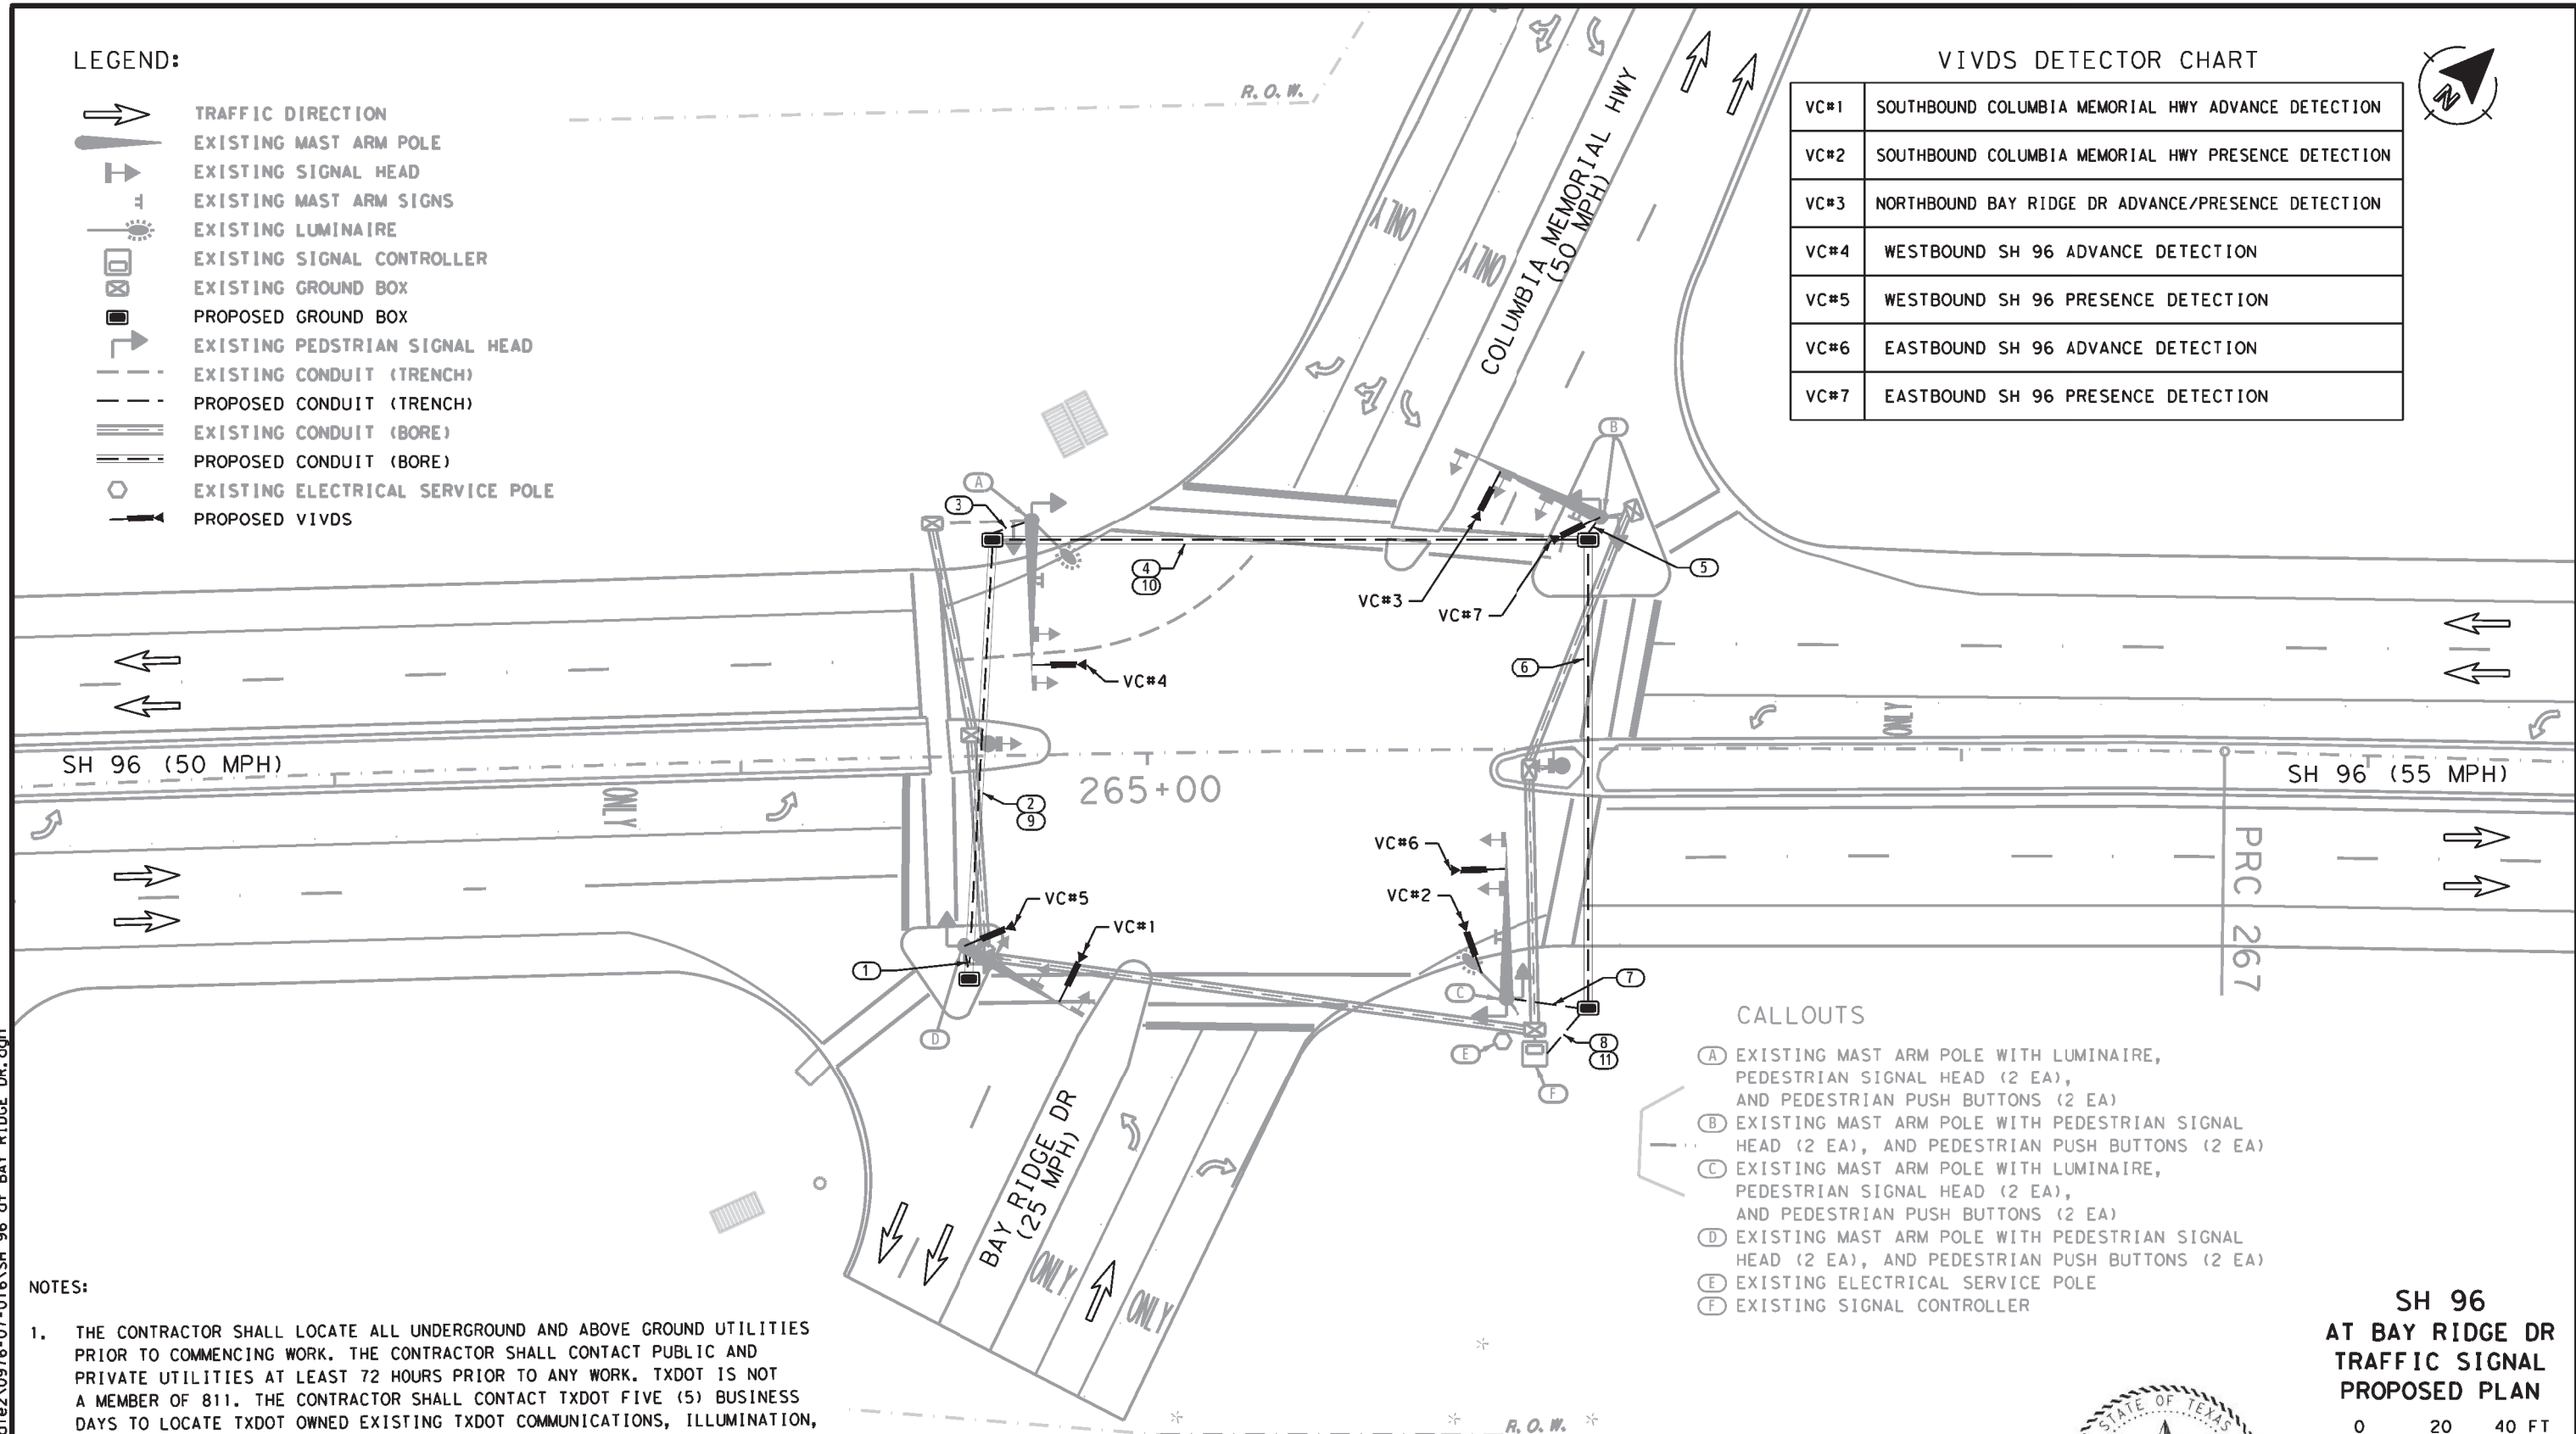 LEGEND:
TRAFFIC DIRECTION
EXISTING MAST ARM POLE
EXISTING SIGNAL HEAD
EXISTING MAST ARM SIGNS
EXISTING LUMINAIRE
EXISTING SIGNAL CONTROLLER
EXISTING GROUND BOX
PROPOSED GROUND BOX
EXISTING PEDSTRIAN SIGNAL HEAD
EXISTING CONDUIT (TRENCH)
PROPOSED CONDUIT (TRENCH)
EXISTING CONDUIT (BORE)
PROPOSED CONDUIT (BORE)
EXISTING ELECTRICAL SERVICE POLE
PROPOSED VIVDS
R.O.W.
VIVDS DETECTOR CHART
VC#1 SOUTHBOUND COLUMBIA MEMORIAL HWY ADVANCE DETECTION
VC#2 SOUTHBOUND COLUMBIA MEMORIAL HWY PRESENCE DETECTION
VC#3 NORTHBOUND BAY RIDGE DR ADVANCE/PRESENCE DETECTION
VC#4 WESTBOUND SH 96 ADVANCE DETECTION
VC#5 WESTBOUND SH 96 PRESENCE DETECTION
VC#6 EASTBOUND SH 96 ADVANCE DETECTION
VC#7 EASTBOUND SH 96 PRESENCE DETECTION
N
ONLY
ONLY
COLUMBIA MEMORIAL HWY
(50 MPH)
A
3
B
4
10
5
VC#3
VC#7
6
VC#4
ONLY
SH 96 (50 MPH)
265+00
SH 96 (55 MPH)
ONLY
2
9
VC#6
VC#2
VC#5
VC#1
PRC 267
1
D
C
7
E
8
11
F
BAY RIDGE DR
(25 MPH)
ONLY
ONLY
CALLOUTS
A EXISTING MAST ARM POLE WITH LUMINAIRE,
PEDESTRIAN SIGNAL HEAD (2 EA),
AND PEDESTRIAN PUSH BUTTONS (2 EA)
B EXISTING MAST ARM POLE WITH PEDESTRIAN SIGNAL
HEAD (2 EA), AND PEDESTRIAN PUSH BUTTONS (2 EA)
C EXISTING MAST ARM POLE WITH LUMINAIRE,
PEDESTRIAN SIGNAL HEAD (2 EA),
AND PEDESTRIAN PUSH BUTTONS (2 EA)
D EXISTING MAST ARM POLE WITH PEDESTRIAN SIGNAL
HEAD (2 EA), AND PEDESTRIAN PUSH BUTTONS (2 EA)
E EXISTING ELECTRICAL SERVICE POLE
F EXISTING SIGNAL CONTROLLER
NOTES:
1. THE CONTRACTOR SHALL LOCATE ALL UNDERGROUND AND ABOVE GROUND UTILITIES
PRIOR TO COMMENCING WORK. THE CONTRACTOR SHALL CONTACT PUBLIC AND
PRIVATE UTILITIES AT LEAST 72 HOURS PRIOR TO ANY WORK. TXDOT IS NOT
A MEMBER OF 811. THE CONTRACTOR SHALL CONTACT TXDOT FIVE (5) BUSINESS
DAYS TO LOCATE TXDOT OWNED EXISTING TXDOT COMMUNICATIONS, ILLUMINATION,
R.O.W.
STATE OF TEXAS
SH 96
AT BAY RIDGE DR
TRAFFIC SIGNAL
PROPOSED PLAN
0 20 40 FT